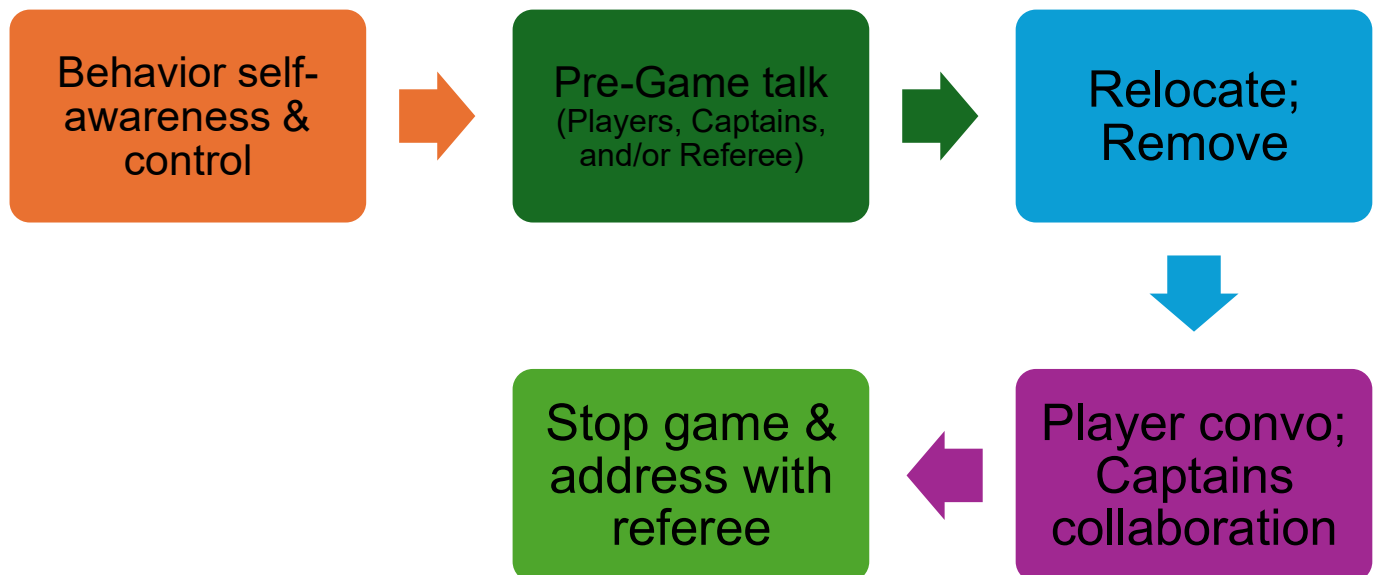 Behavior self-
awareness &
control
Pre-Game talk
(Players, Captains,
and/or Referee)
Relocate;
Remove
Player convo;
Captains
collaboration
Stop game &
address with
referee